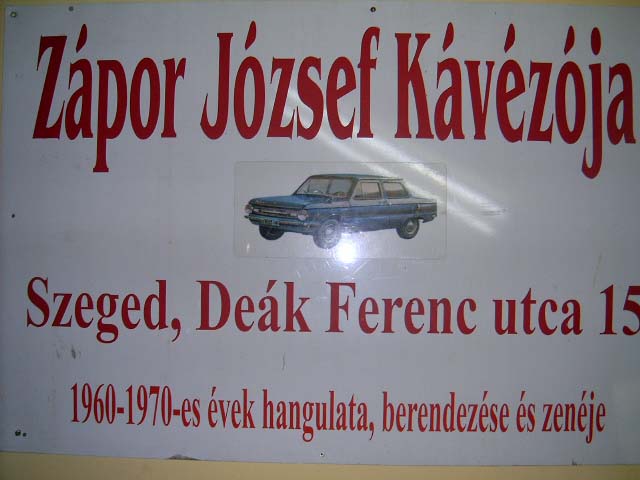 Zápor József Kávézója
Szeged, Deák Ferenc utca 15
1960-1970-es évek hangulata, berendezése és zenéje